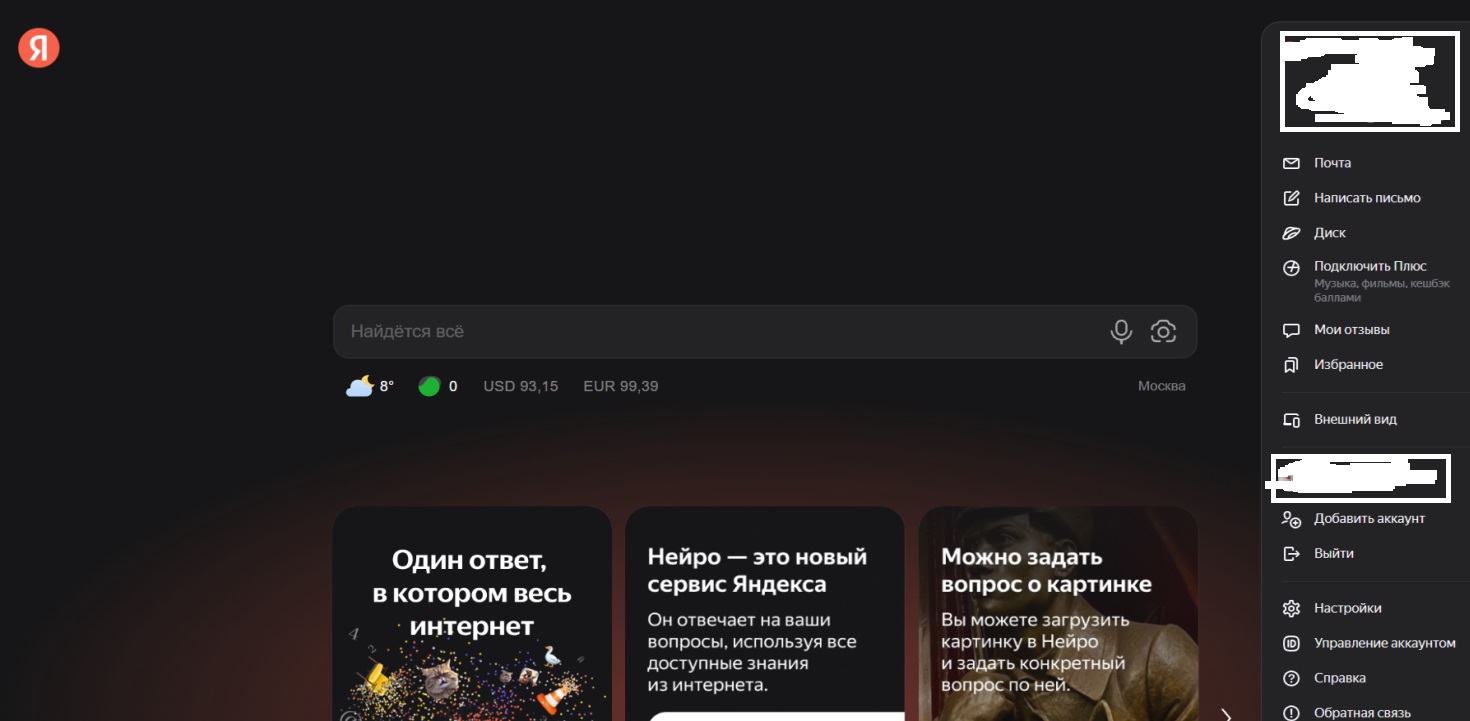 Я
Найдётся всё
8°
0
USD 93,15
EUR 99,39
Москва
Один ответ,
в котором весь
интернет
Нейро — это новый
сервис Яндекса
Он отвечает на ваши
вопросы, используя все
доступные знания
из интернета.
Можно задать
вопрос о картинке
Вы можете загрузить
картинку в Нейро
и задать конкретный
вопрос по ней.
Почта
Написать письмо
Диск
Подключить Плюс
Музыка, фильмы, кешбэк
баллами
Мои отзывы
Избранное
Внешний вид
Добавить аккаунт
Выйти
Настройки
ID
Управление аккаунтом
Справка
Обратная связь